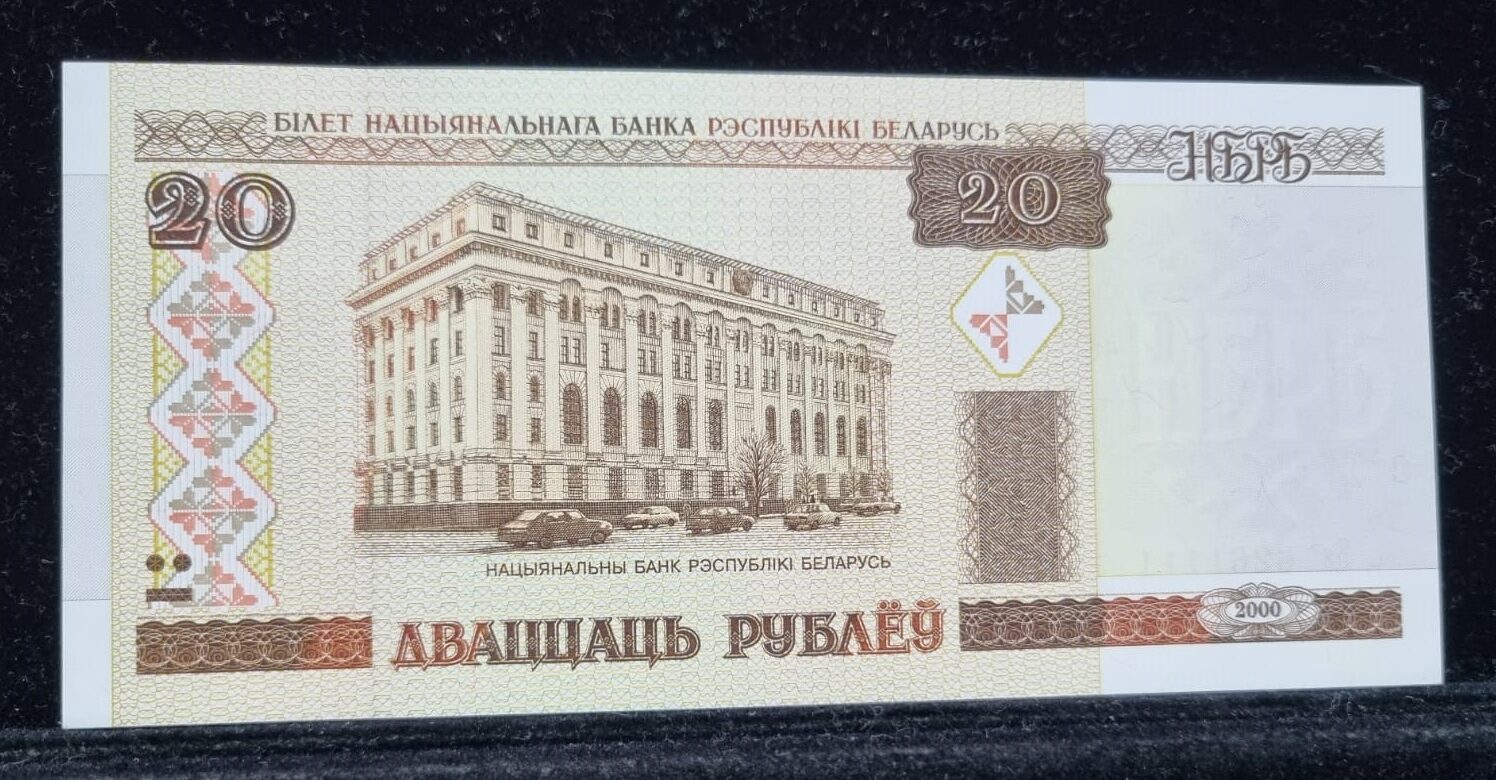 БІЛЕТ НАЦЫЯНАЛЬНАГА БАНКА РЭСПУБЛІКІ БЕЛАРУСЬ
НБРБ
20
20
НАЦЫЯНАЛЬНЫ БАНК РЭСПУБЛІКІ БЕЛАРУСЬ
ДВАЦЦАЦЬ РУБЛЁЎ
2000